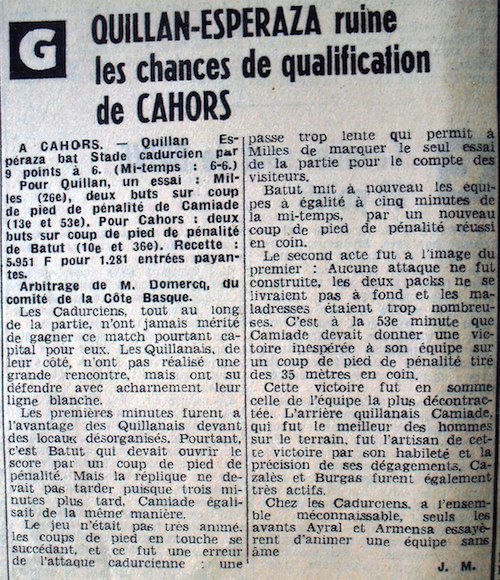 G
QUILLAN-ESPERAZA ruine
les chances de qualification
de CAHORS
A CAHORS. — Quillan Es-
péraza bat Stade cadurcien par
9 points à 6. (Mi-temps : 6-6.)
Pour Quillan, un essai : Mil-
les (26e), deux buts sur coup
de pied de pénalité de Camiade
(13e et 53e). Pour Cahors : deux
buts sur coup de pied de pénalité
de Batut (10e et 36e). Recette :
5.951 F pour 1.281 entrées payan-
tes.
Arbitrage de M. Domercq, du
comité de la Côte Basque.
Les Cadurciens, tout au long
de la partie, n'ont jamais mérité
de gagner ce match pourtant ca-
pital pour eux. Les Quillanais, de
leur côté, n'ont pas réalisé une
grande rencontre, mais ont su
défendre avec acharnement leur
ligne blanche.
Les premières minutes furent à
l'avantage des Quillanais devant
des locaux désorganisés. Pourtant,
c'est Batut qui devait ouvrir le
score par un coup de pied de
pénalité. Mais la réplique ne de-
vait pas tarder puisque trois mi-
nutes plus tard, Camiade égali-
sait de la même manière.
Le jeu n'était pas très animé,
les coups de pied en touche se
succédant, et ce fut une erreur
de l'attaque cadurcienne : une
passe trop lente qui permit à
Milles de marquer le seul essai
de la partie pour le compte des
visiteurs.
Batut mit à nouveau les équi-
pes à égalité à cinq minutes de
la mi-temps, par un nouveau
coup de pied de pénalité réussi
en coin.
Le second acte fut à l'image du
premier : Aucune attaque ne fut
construite, les deux packs ne se
livraient pas à fond et les ma-
ladresses étaient trop nombreu-
ses. C'est à la 53e minute que
Camiade devait donner une vic-
toire inespérée à son équipe sur
un coup de pied de pénalité tiré
des 35 mètres en coin.
Cette victoire fut en somme
celle de l'équipe la plus décontrac-
tée. L'arrière quillanais Camiade,
qui fut le meilleur des hommes
sur le terrain, fut l'artisan de cet-
te victoire par son habileté et la
précision de ses dégagements. Ca-
zalès et Burgas furent également
très actifs.
Chez les Cadurciens, à l'ensem-
ble méconnaissable, seuls les
avants Ayral et Armensa essayè-
rent d'animer une équipe sans
âme
J. M.